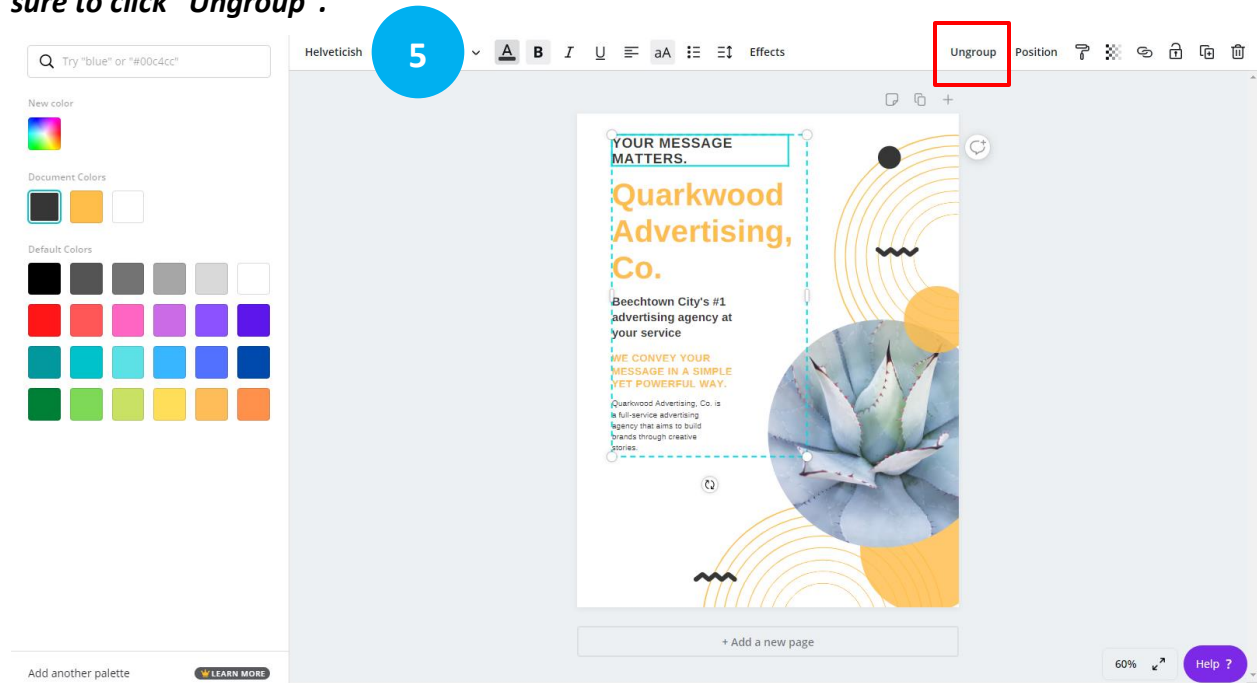 sure to click "Ungroup".
Try "blue" or "#00c4cc"
Helveticish
5
A B I U aA Effects
Ungroup Position
New color
Document Colors
Default Colors
YOUR MESSAGE
MATTERS.
Quarkwood
Advertising,
Co.
Beechtown City's #1
advertising agency at
your service
WE CONVEY YOUR
MESSAGE IN A SIMPLE
YET POWERFUL WAY.
Quarkwood Advertising, Co. is
a full-service advertising
agency that aims to build
brands through creative
stories.
+ Add a new page
Add another palette
LEARN MORE
60%
Help ?